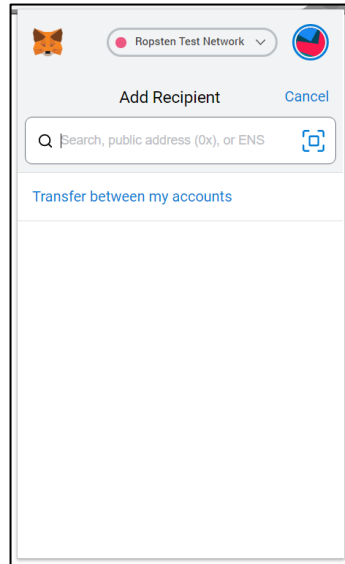 Ropsten Test Network
Add Recipient
Cancel
Search, public address (0x), or ENS
Transfer between my accounts